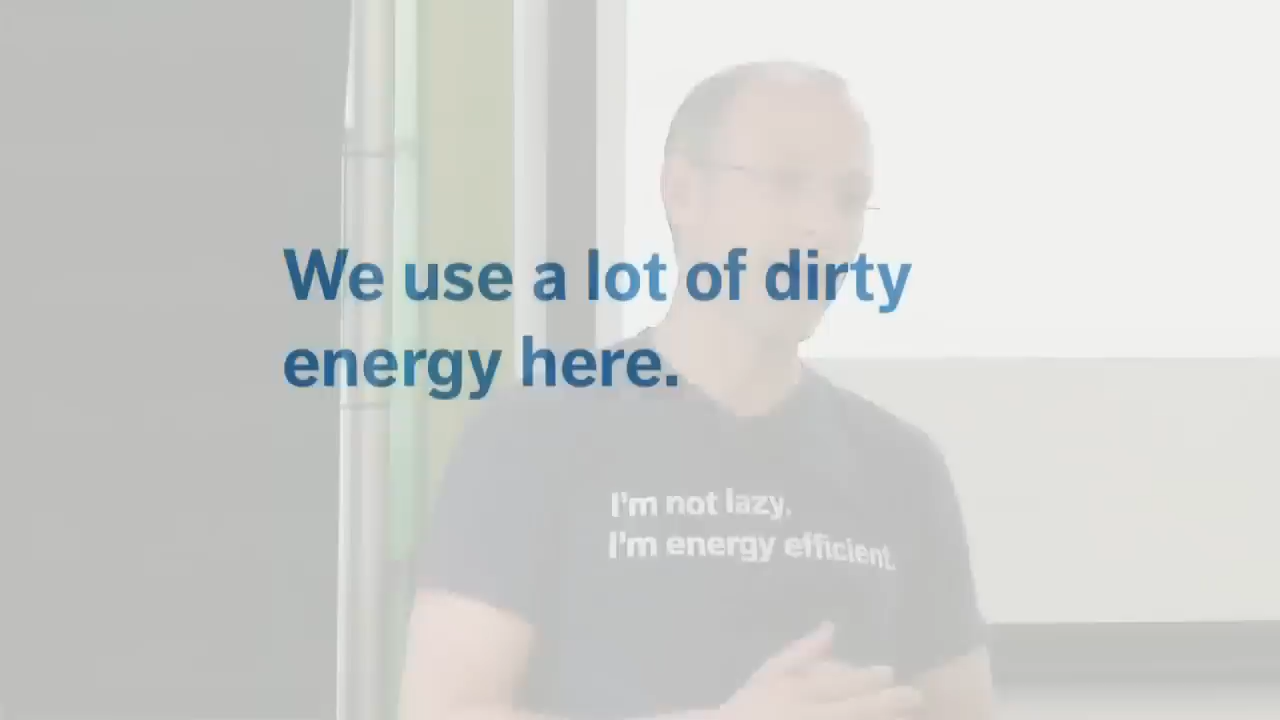 We use a lot of dirty
energy here.
I'm not lazy.
I'm energy efficient.